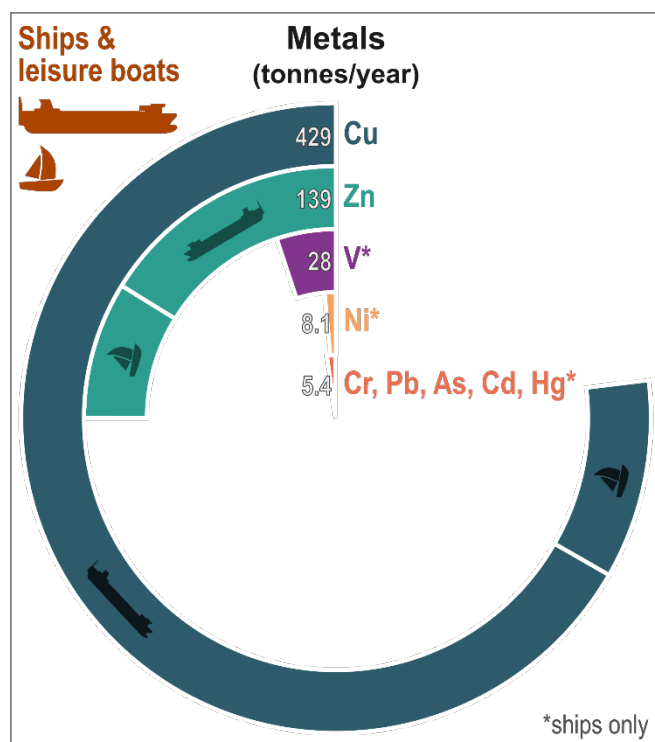 Ships &
leisure boats
Metals
(tonnes/year)
429 Cu
139 Zn
28 V*
8.1 Ni*
5.4 Cr, Pb, As, Cd, Hg*
*ships only